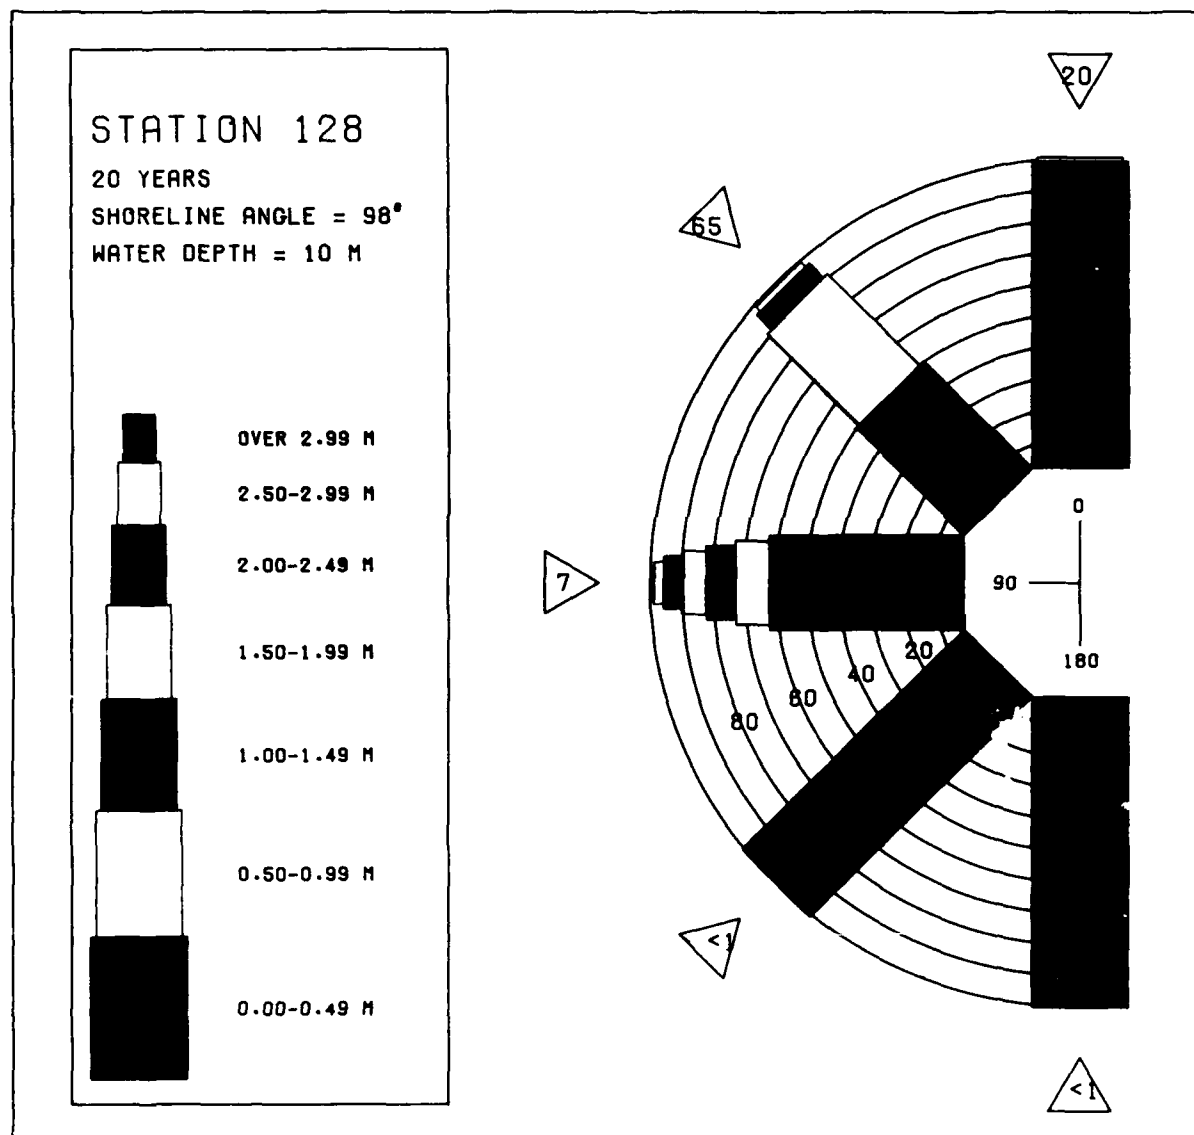 STATION 128
20 YEARS
SHORELINE ANGLE = 98°
WATER DEPTH = 10 M
OVER 2.99 M
2.50-2.99 M
2.00-2.49 M
1.50-1.99 M
1.00-1.49 M
0.50-0.99 M
0.00-0.49 M
20
65
7
<1
<1
0
90
180
20
40
60
80